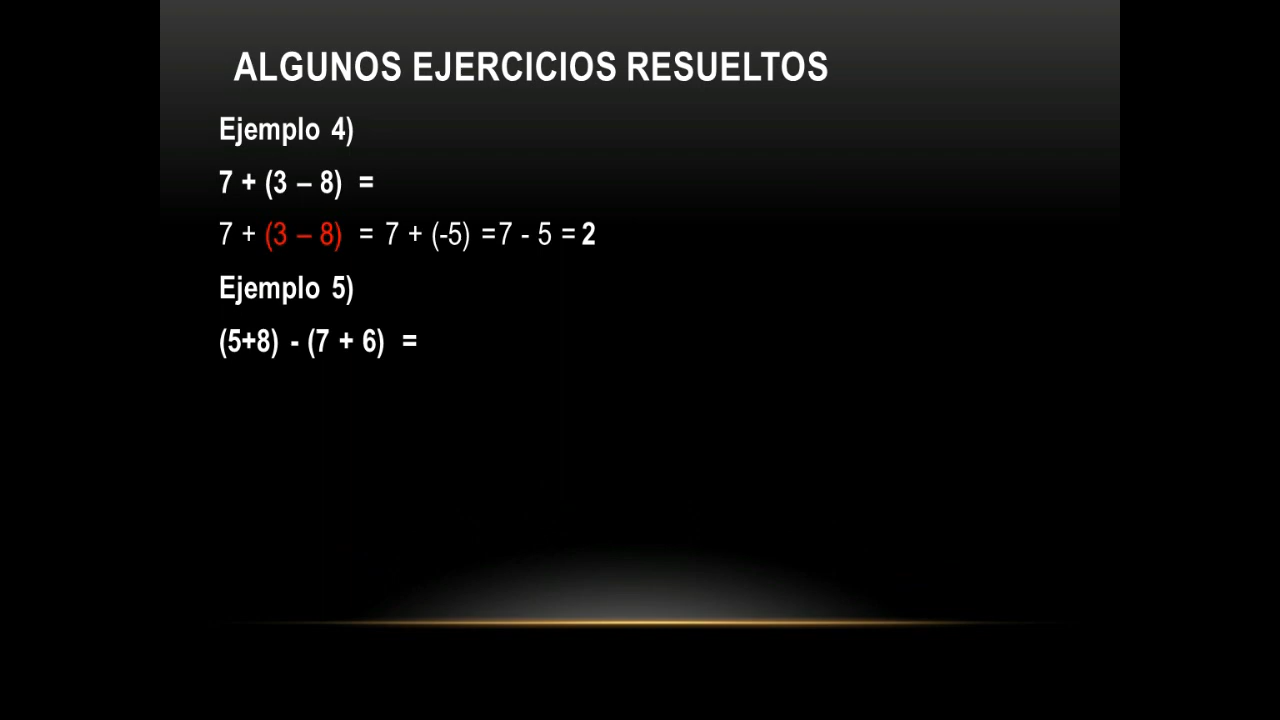 ALGUNOS EJERCICIOS RESUELTOS
Ejemplo 4)
7 + (3 – 8) =
7 + (3 – 8) = 7 + (-5) =7 - 5 = 2
Ejemplo 5)
(5+8) - (7 + 6) =